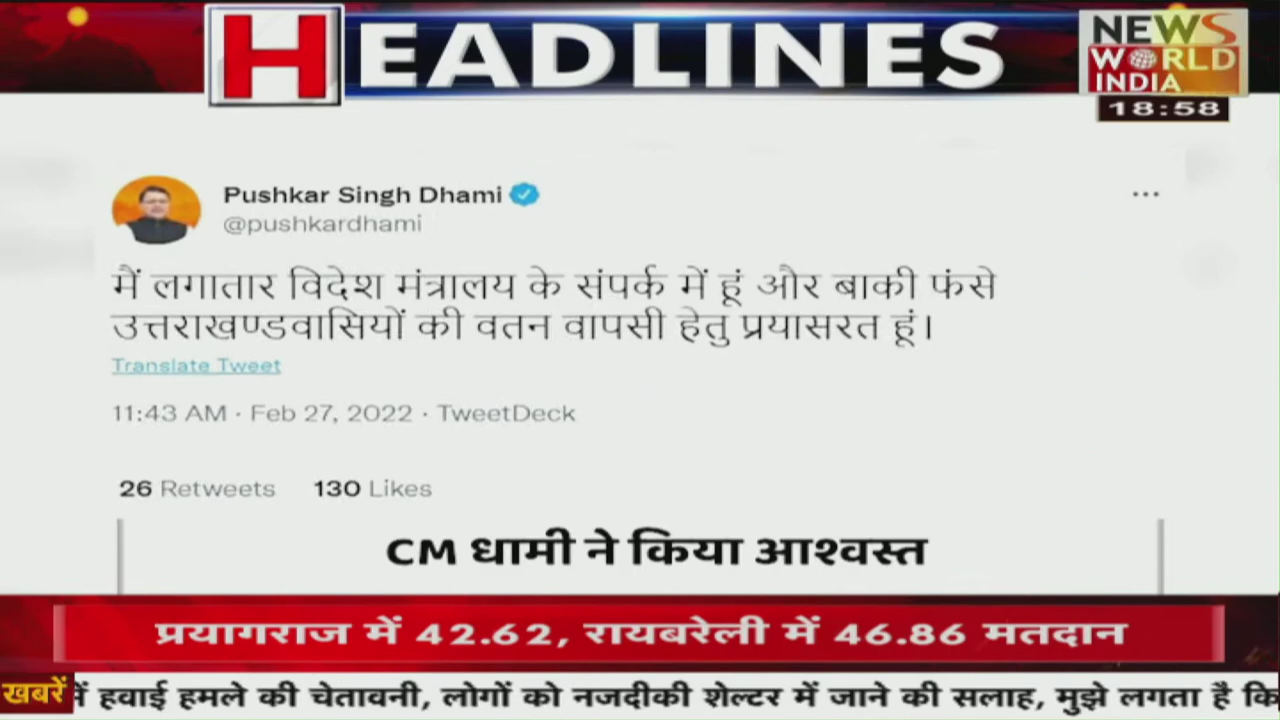 HEADLINES
NEWS
WORLD
INDIA
18:58
Pushkar Singh Dhami
@pushkardhami
मैं लगातार विदेश मंत्रालय के संपर्क में हूं और बाकी फंसे
उत्तराखण्डवासियों की वतन वापसी हेतु प्रयासरत हूं।
Translate Tweet
11:43 AM · Feb 27, 2022 · TweetDeck
26 Retweets 130 Likes
CM धामी ने किया आश्वस्त
प्रयागराज में 42.62, रायबरेली में 46.86 मतदान
खबरें में हवाई हमले की चेतावनी, लोगों को नजदीकी शेल्टर में जाने की सलाह, मुझे लगता है कि